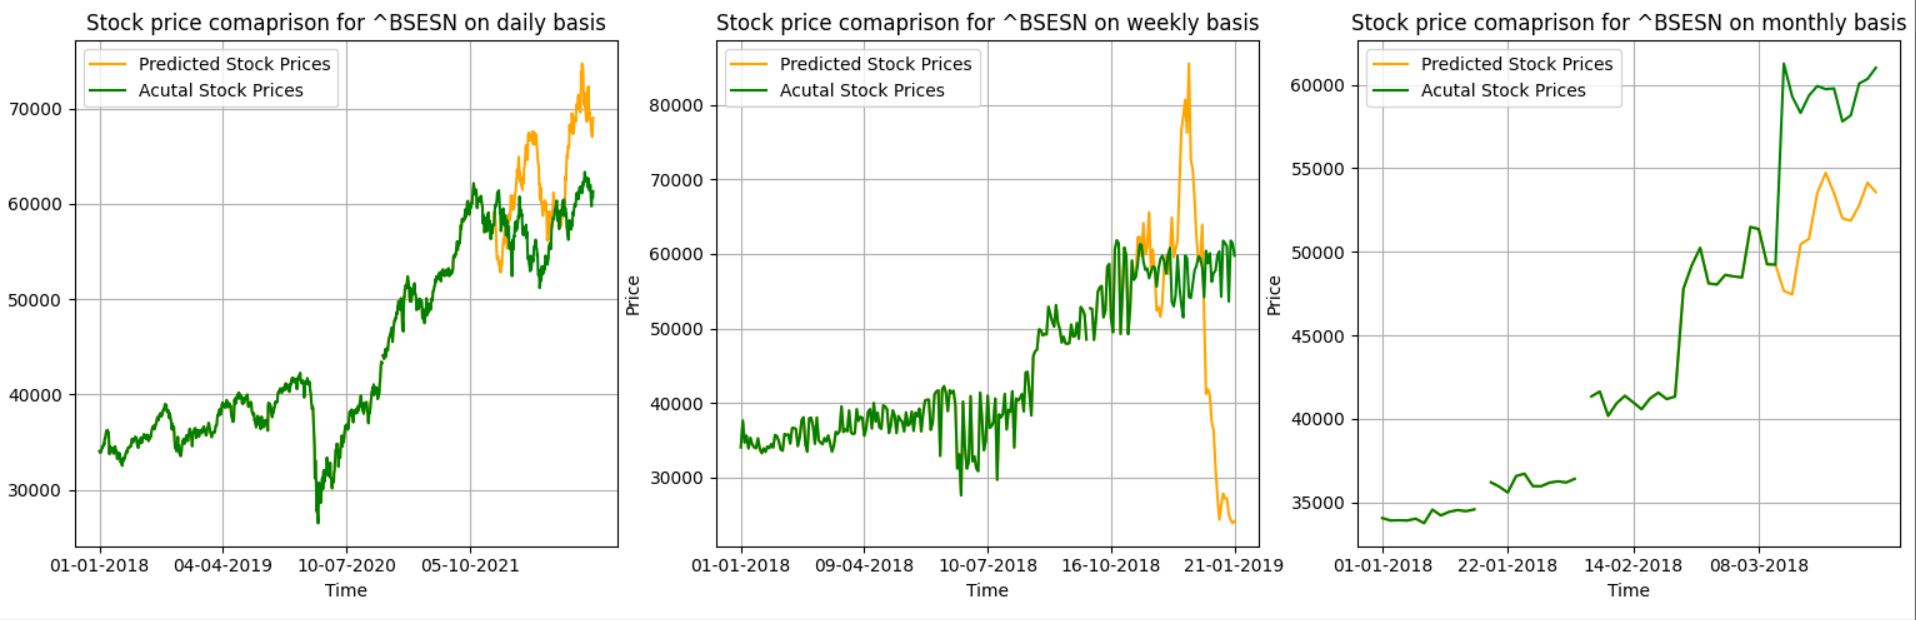 Stock price comaprison for ^BSESN on daily basis
Predicted Stock Prices
Acutal Stock Prices
70000
60000
50000
40000
30000
01-01-2018
04-04-2019
10-07-2020
05-10-2021
Time
Stock price comaprison for ^BSESN on weekly basis
Predicted Stock Prices
Acutal Stock Prices
Price
80000
70000
60000
50000
40000
30000
01-01-2018
09-04-2018
10-07-2018
16-10-2018
21-01-2019
Time
Stock price comaprison for ^BSESN on monthly basis
Predicted Stock Prices
Acutal Stock Prices
Price
60000
55000
50000
45000
40000
35000
01-01-2018
22-01-2018
14-02-2018
08-03-2018
Time